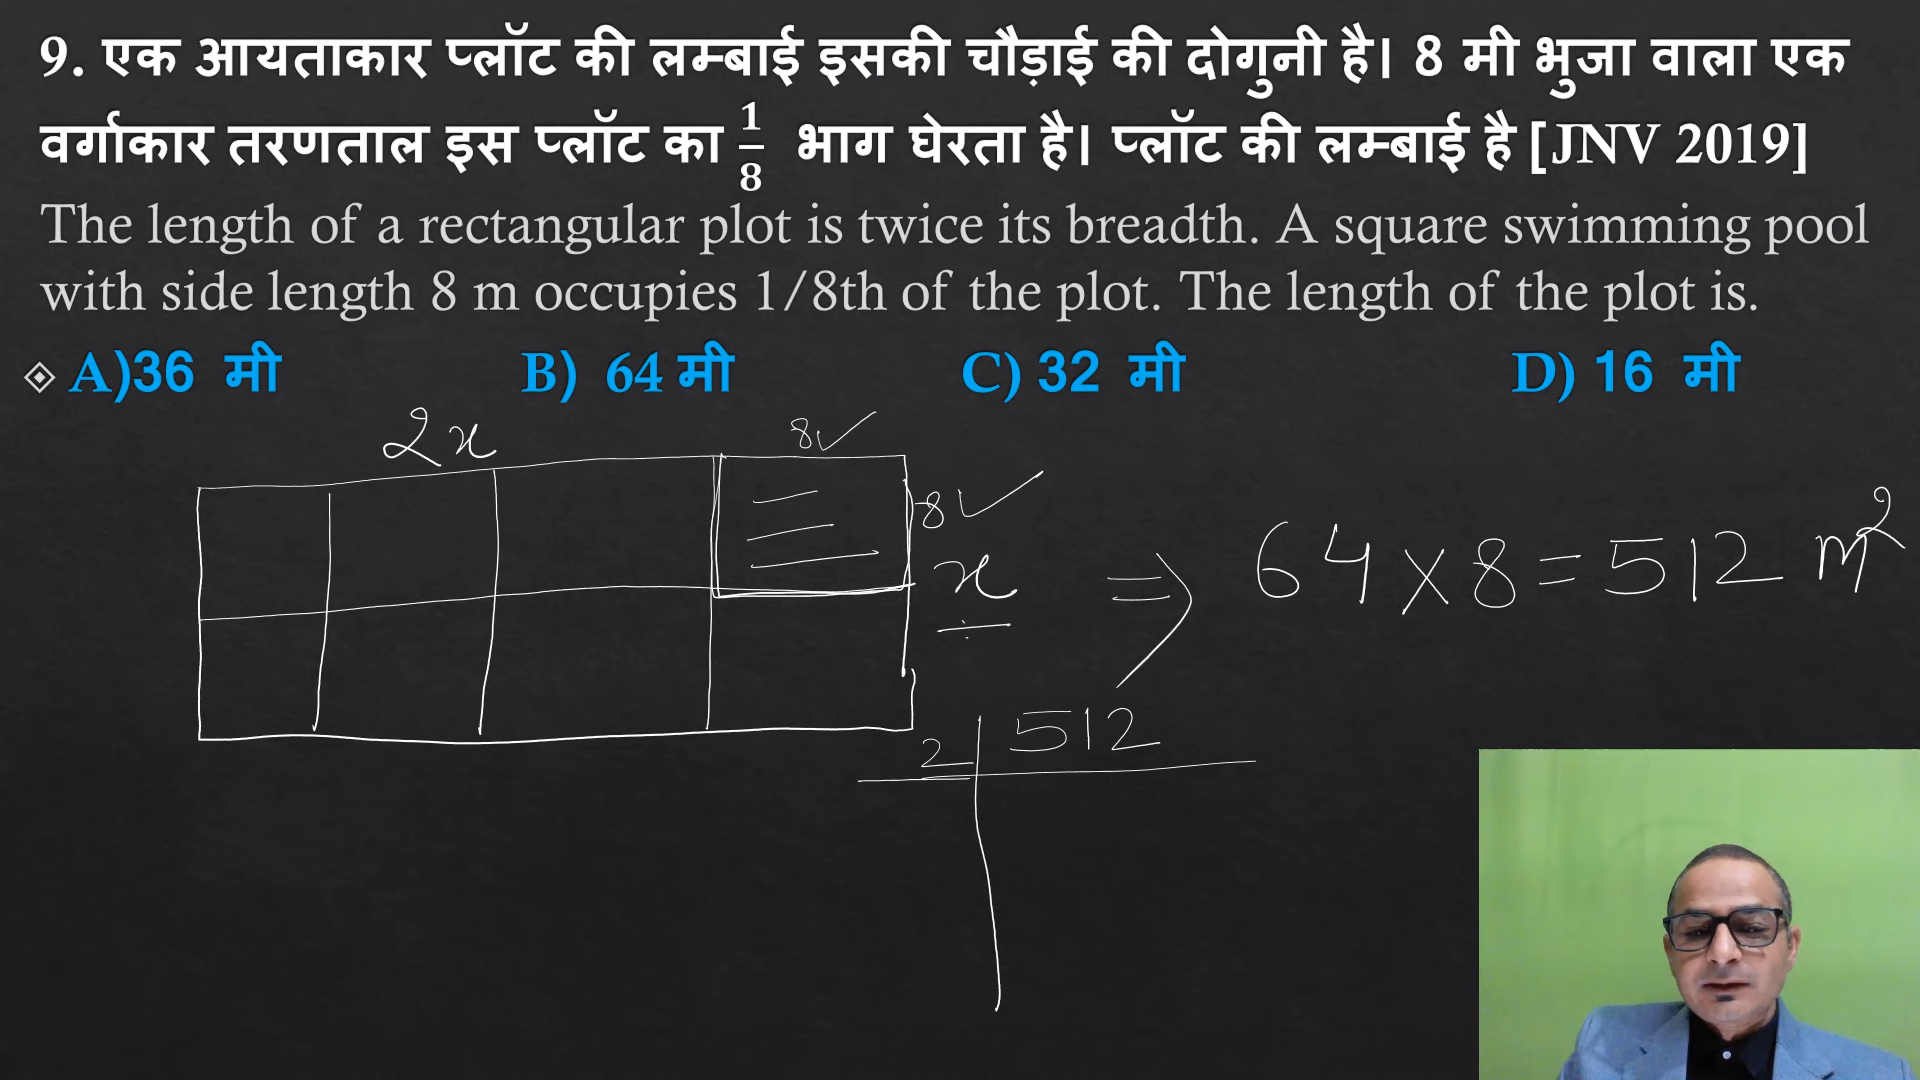 9. एक आयताकार प्लॉट की लम्बाई इसकी चौड़ाई की दोगुनी है। 8 मी भुजा वाला एक
वर्गाकार तरणताल इस प्लॉट का 1/8 भाग घेरता है। प्लॉट की लम्बाई है [JNV 2019]
The length of a rectangular plot is twice its breadth. A square swimming pool
with side length 8 m occupies 1/8th of the plot. The length of the plot is.
A)36 मी B) 64 मी C) 32 मी D) 16 मी
2x
8✓
8✓
x
⇒ 64 × 8 = 512 m²
2 | 512